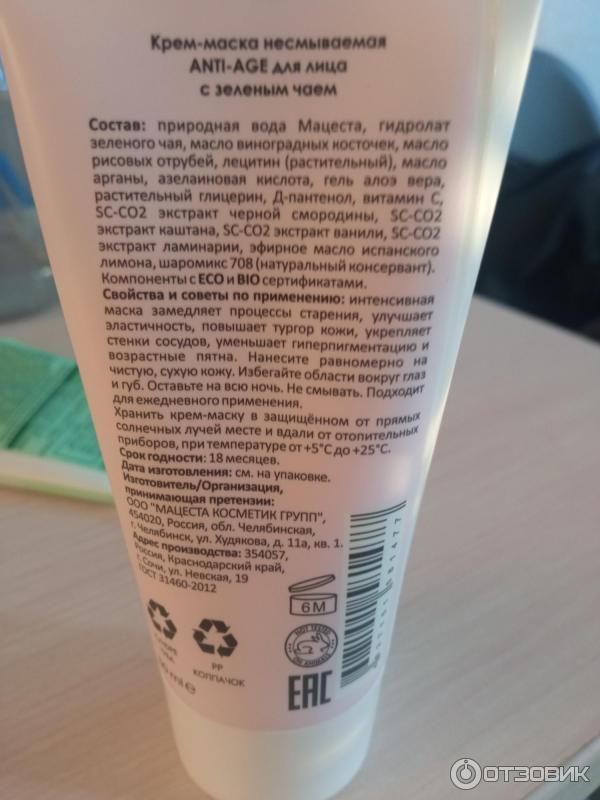 Крем-маска несмываемая
ANTI-AGE для лица
с зеленым чаем
Состав: природная вода Мацеста, гидролат
зеленого чая, масло виноградных косточек, масло
рисовых отрубей, лецитин (растительный), масло
арганы, азелаиновая кислота, гель алоэ вера,
растительный глицерин, Д-пантенол, витамин С,
SC-CO2 экстракт черной смородины, SC-CO2
экстракт каштана, SC-CO2 экстракт ванили, SC-CO2
экстракт ламинарии, эфирное масло испанского
лимона, шаромикс 708 (натуральный консервант).
Компоненты с ECO и BIO сертификатами.
Свойства и советы по применению: интенсивная
маска замедляет процессы старения, улучшает
эластичность, повышает тургор кожи, укрепляет
стенки сосудов, уменьшает гиперпигментацию и
возрастные пятна. Нанесите равномерно на
чистую, сухую кожу. Избегайте области вокруг глаз
и губ. Оставьте на всю ночь. Не смывать. Подходит
для ежедневного применения.
Хранить крем-маску в защищённом от прямых
солнечных лучей месте и вдали от отопительных
приборов, при температуре от +5°С до +25°С.
Срок годности: 18 месяцев.
Дата изготовления: см. на упаковке.
Изготовитель/Организация,
принимающая претензии:
ООО "МАЦЕСТА КОСМЕТИК ГРУПП",
454020, Россия, обл. Челябинская,
г. Челябинск, ул. Худякова, д. 11а, кв. 1.
Адрес производства: 354057,
Россия, Краснодарский край,
г. Сочи, ул. Невская, 19
ГОСТ 31460-2012
6M
NOT TESTED
ON ANIMALS
PP
КОЛПАЧОК
ml e
EAC
ОТЗОВИК